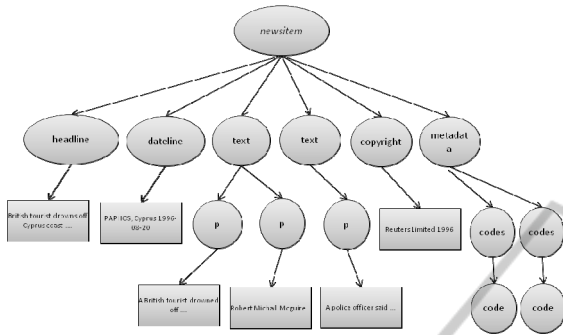 newsitem
headline
dateline
text
text
copyright
metadat
a
British tourist drowns off
Cyprus coast ....
PAPHOS, Cyprus 1996-
08-20
p
p
p
Reuters Limited 1996
codes
codes
A British tourist drowned
off ....
Robert Michail Mcguire
A police officer said ....
code
code